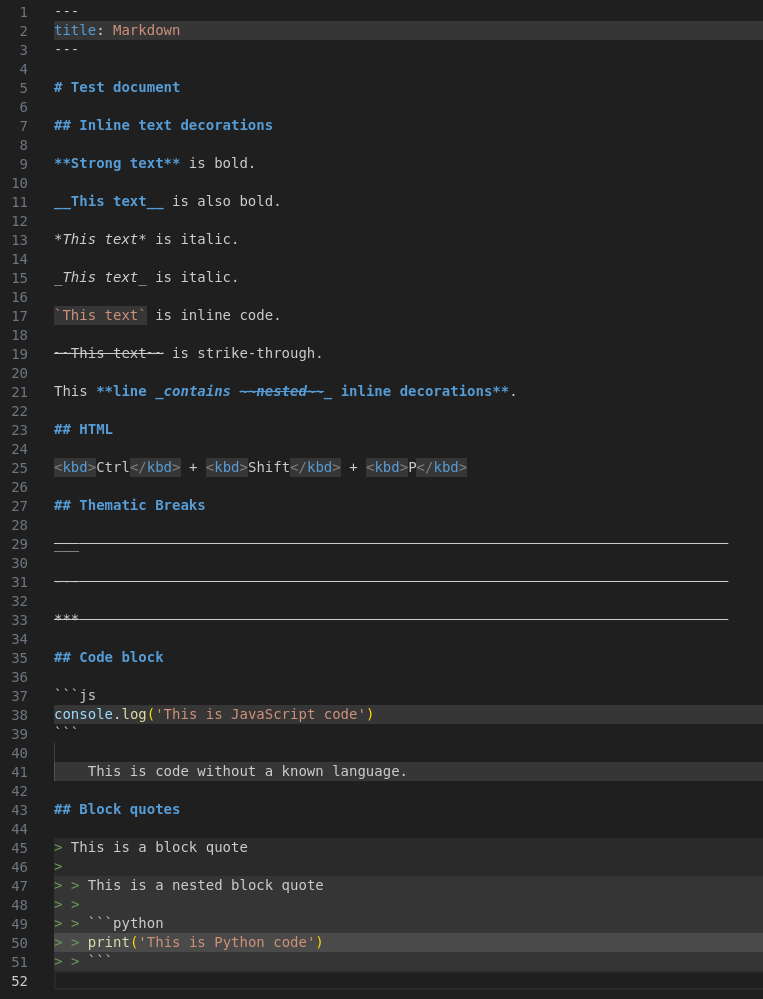 1 ---
2 title: Markdown
3 ---
4
5 # Test document
6
7 ## Inline text decorations
8
9 **Strong text** is bold.
10
11 __This text__ is also bold.
12
13 *This text* is italic.
14
15 _This text_ is italic.
16
17 `This text` is inline code.
18
19 ~~This text~~ is strike-through.
20
21 This **line _contains ~~nested~~_ inline decorations**.
22
23 ## HTML
24
25 <kbd>Ctrl</kbd> + <kbd>Shift</kbd> + <kbd>P</kbd>
26
27 ## Thematic Breaks
28
29 ___
30
31 ---
32
33 ***
34
35 ## Code block
36
37 ```js
38 console.log('This is JavaScript code')
39 ```
40
41     This is code without a known language.
42
43 ## Block quotes
44
45 > This is a block quote
46 >
47 > > This is a nested block quote
48 > >
49 > > ```python
50 > > print('This is Python code')
51 > > ```
52